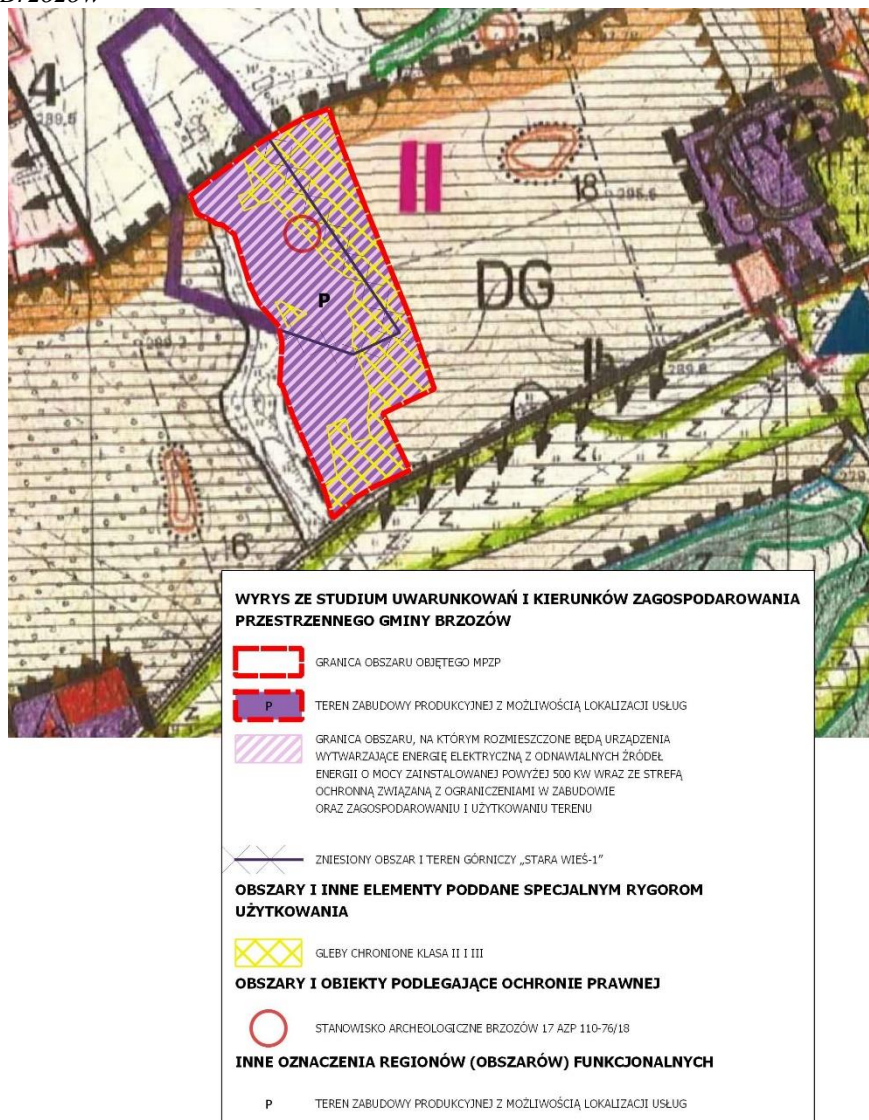 4
289,5
II
18
295,6
P
DG
1b
289,8
16
WYRYS ZE STUDIUM UWARUNKOWAŃ I KIERUNKÓW ZAGOSPODAROWANIA
PRZESTRZENNEGO GMINY BRZOZÓW
GRANICA OBSZARU OBJĘTEGO MPZP
P
TEREN ZABUDOWY PRODUKCYJNEJ Z MOŻLIWOŚCIĄ LOKALIZACJI USŁUG
GRANICA OBSZARU, NA KTÓRYM ROZMIESZCZONE BĘDĄ URZĄDZENIA
WYTWARZAJĄCE ENERGIĘ ELEKTRYCZNĄ Z ODNAWIALNYCH ŹRÓDEŁ
ENERGII O MOCY ZAINSTALOWANEJ POWYŻEJ 500 KW WRAZ ZE STREFĄ
OCHRONNĄ ZWIĄZANĄ Z OGRANICZENIAMI W ZABUDOWIE
ORAZ ZAGOSPODAROWANIU I UŻYTKOWANIU TERENU
ZNIESIONY OBSZAR I TEREN GÓRNICZY „STARA WIEŚ-1”
OBSZARY I INNE ELEMENTY PODDANE SPECJALNYM RYGOROM
UŻYTKOWANIA
GLEBY CHRONIONE KLASA II I III
OBSZARY I OBIEKTY PODLEGAJĄCE OCHRONIE PRAWNEJ
STANOWISKO ARCHEOLOGICZNE BRZOZÓW 17 AZP 110-76/18
INNE OZNACZENIA REGIONÓW (OBSZARÓW) FUNKCJONALNYCH
P
TEREN ZABUDOWY PRODUKCYJNEJ Z MOŻLIWOŚCIĄ LOKALIZACJI USŁUG